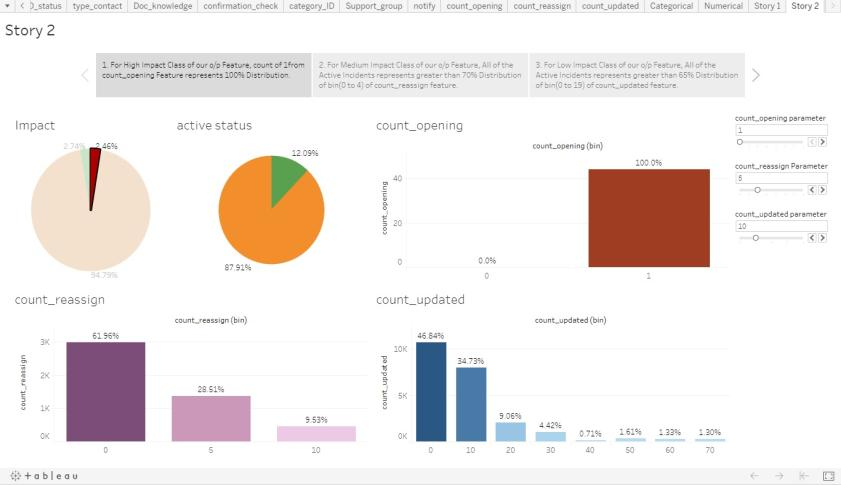 O_status type_contact Doc_knowledge confirmation_check category_ID Support_group notify count_opening count_reassign count_updated Categorical Numerical Story 1 Story 2
Story 2
1. For High Impact Class of our o/p Feature, count of 1from
count_opening Feature represents 100% Distribution.
2. For Medium Impact Class of our o/p Feature, All of the
Active Incidents represents greater than 70% Distribution
of bin(0 to 4) of count_reassign feature.
3. For Low Impact Class of our o/p Feature, All of the
Active Incidents represents greater than 65% Distribution
of bin(0 to 19) of count_updated feature.
Impact
2.74% 2.46%
94.79%
active status
12.09%
87.91%
count_opening
count_opening (bin)
count_opening
40
20
0
0.0%
100.0%
0 1
count_opening parameter
1
count_reassign Parameter
5
count_updated parameter
10
count_reassign
count_reassign (bin)
count_reassign
3K
2K
1K
0K
61.96%
28.51%
9.53%
0 5 10
count_updated
count_updated (bin)
count_updated
10K
5K
0K
46.84%
34.73%
9.06%
4.42%
0.71%
1.61%
1.33%
1.30%
0 10 20 30 40 50 60 70
+ableau